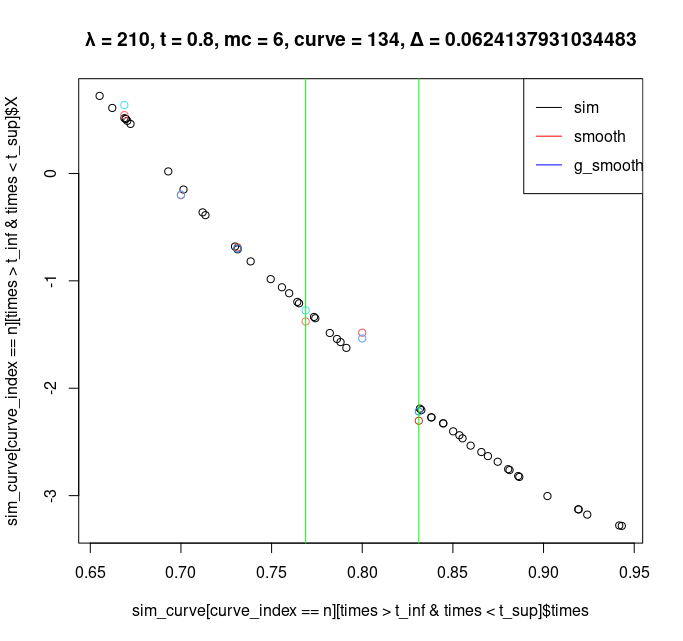 λ = 210, t = 0.8, mc = 6, curve = 134, Δ = 0.0624137931034483
sim_curve[curve_index == n][times > t_inf & times < t_sup]$X
0
-1
-2
-3
sim
smooth
g_smooth
0.65 0.70 0.75 0.80 0.85 0.90 0.95
sim_curve[curve_index == n][times > t_inf & times < t_sup]$times